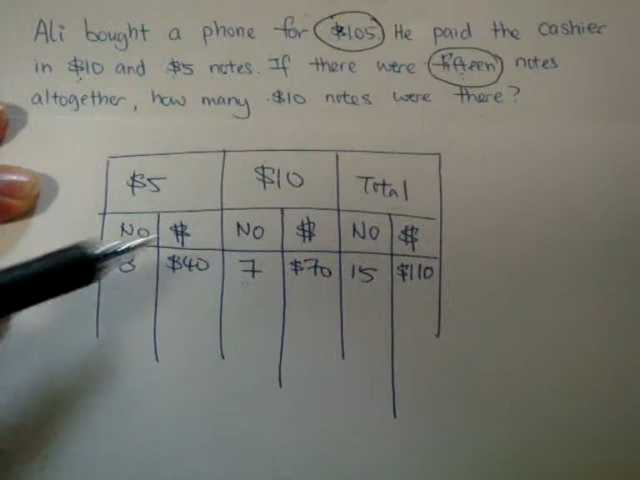 Ali bought a phone for $105. He paid the cashier
in $10 and $5 notes. If there were fifteen notes
altogether, how many $10 notes were there?
$5 $10 Total
NO $ NO $ NO $
8 $40 7 $70 15 $110